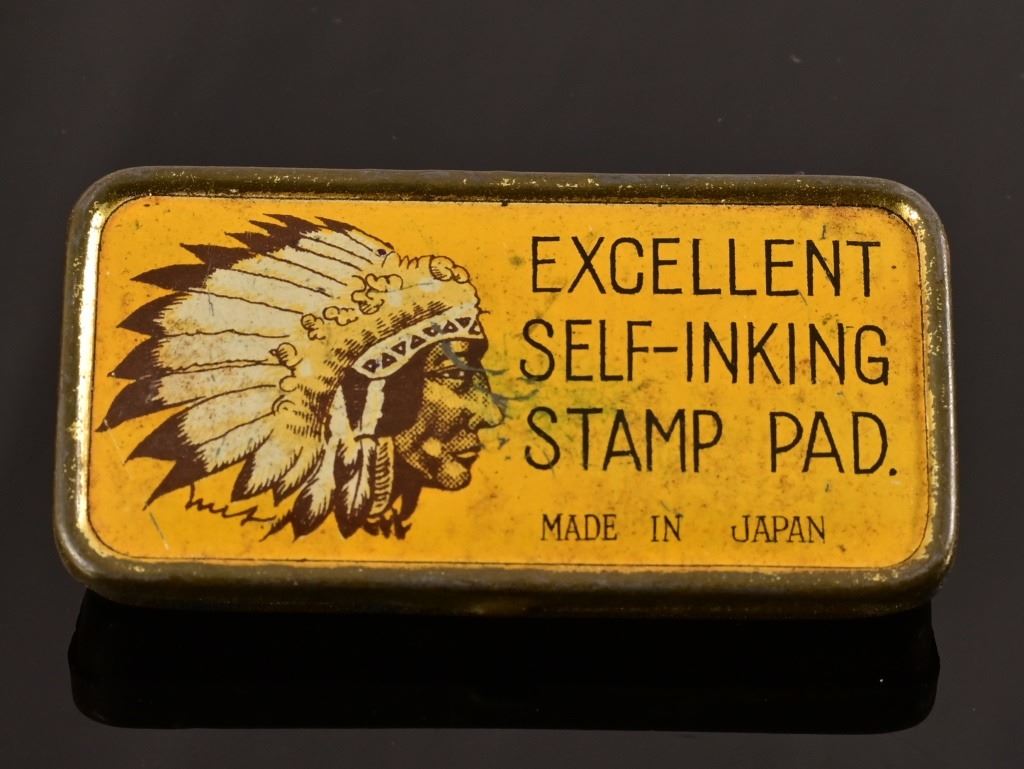 EXCELLENT
SELF-INKING
STAMP PAD.
MADE IN JAPAN